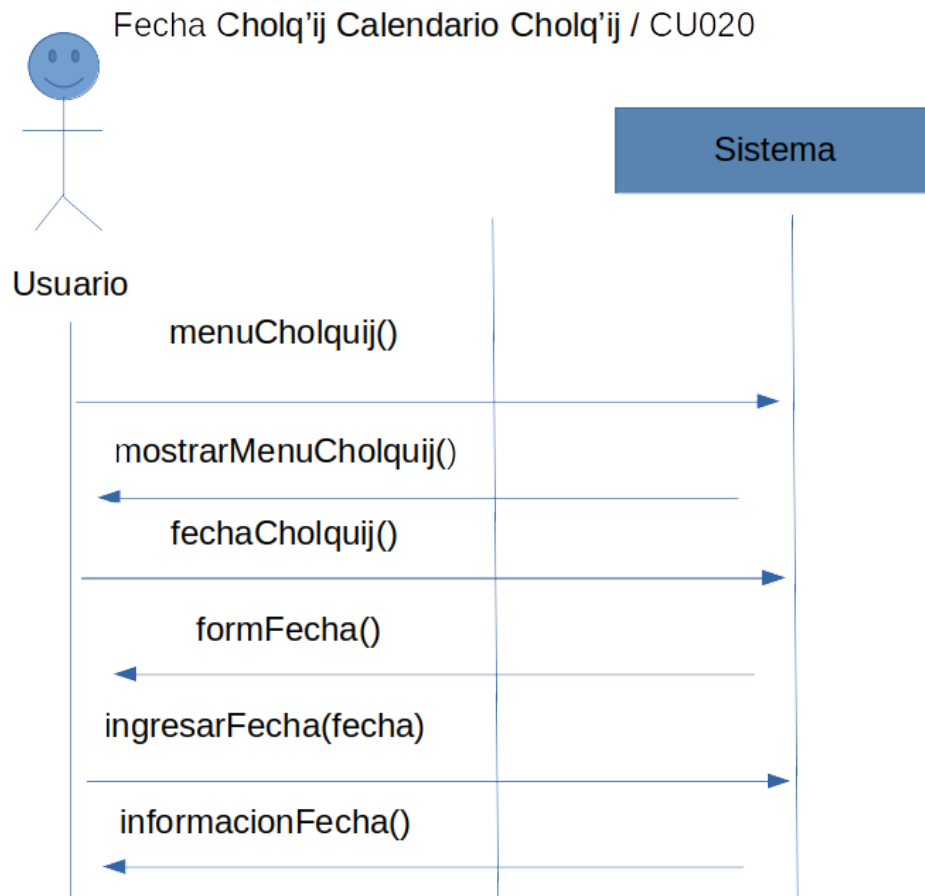 Fecha Cholq’ij Calendario Cholq’ij / CU020
Sistema
Usuario
menuCholquij()
mostrarMenuCholquij()
fechaCholquij()
formFecha()
ingresarFecha(fecha)
informacionFecha()